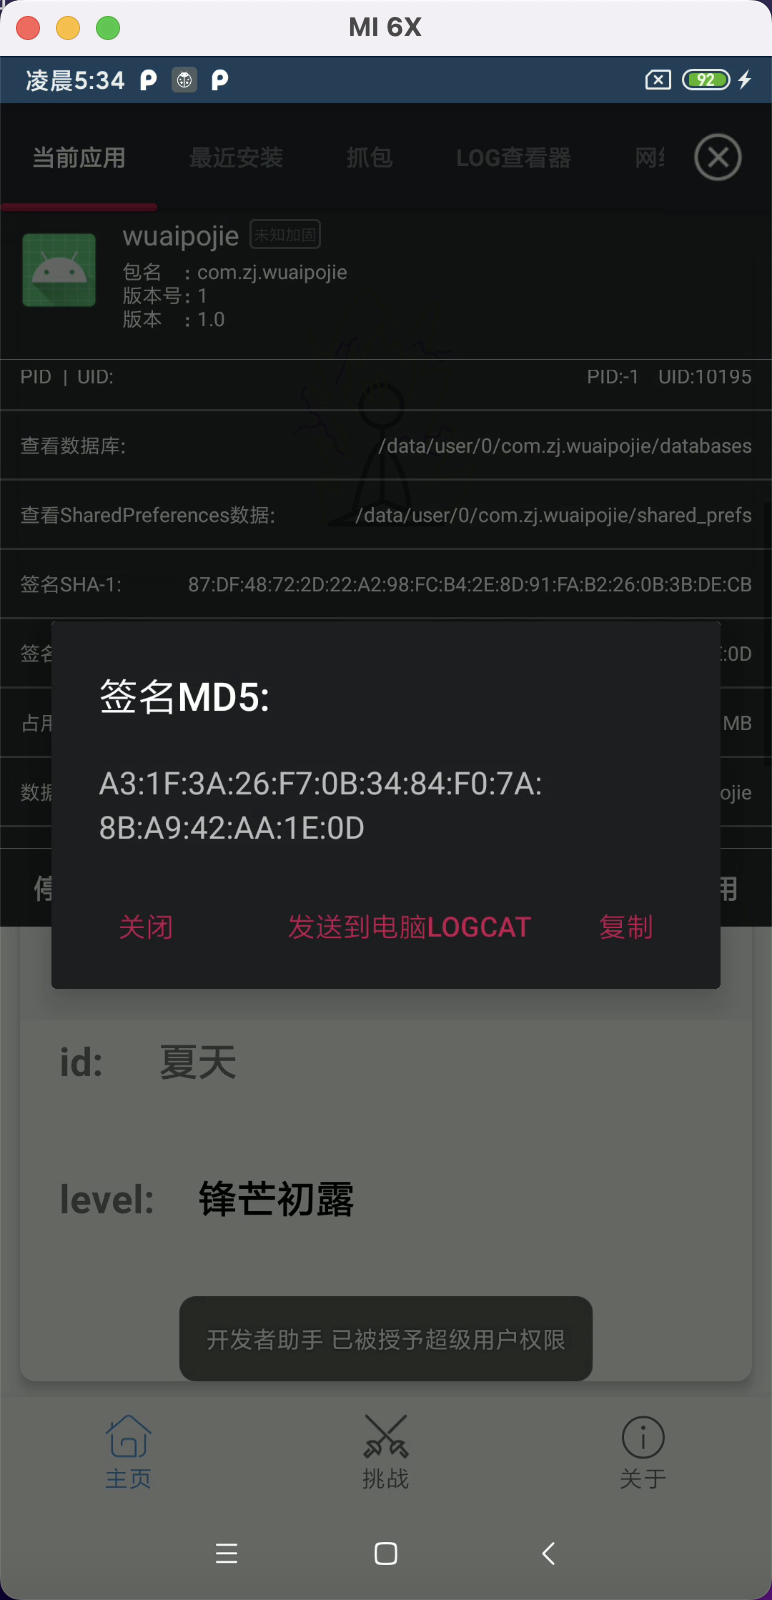 MI 6X
凌晨5:34
92
当前应用 最近安装 抓包 LOG查看器
wuaipojie 未知加固
包名 : com.zj.wuaipojie
版本号: 1
版本 : 1.0
PID | UID: PID:-1 UID:10195
查看数据库: /data/user/0/com.zj.wuaipojie/databases
查看SharedPreferences数据: /data/user/0/com.zj.wuaipojie/shared_prefs
签名SHA-1: 87:DF:48:72:2D:22:A2:98:FC:B4:2E:8D:91:FA:B2:26:0B:3B:DE:CB
签名 :0D
占用 MB
数据 ojie
签名MD5:
A3:1F:3A:26:F7:0B:34:84:F0:7A:
8B:A9:42:AA:1E:0D
关闭 发送到电脑LOGCAT 复制
id: 夏天
level: 锋芒初露
开发者助手 已被授予超级用户权限
主页 挑战 关于